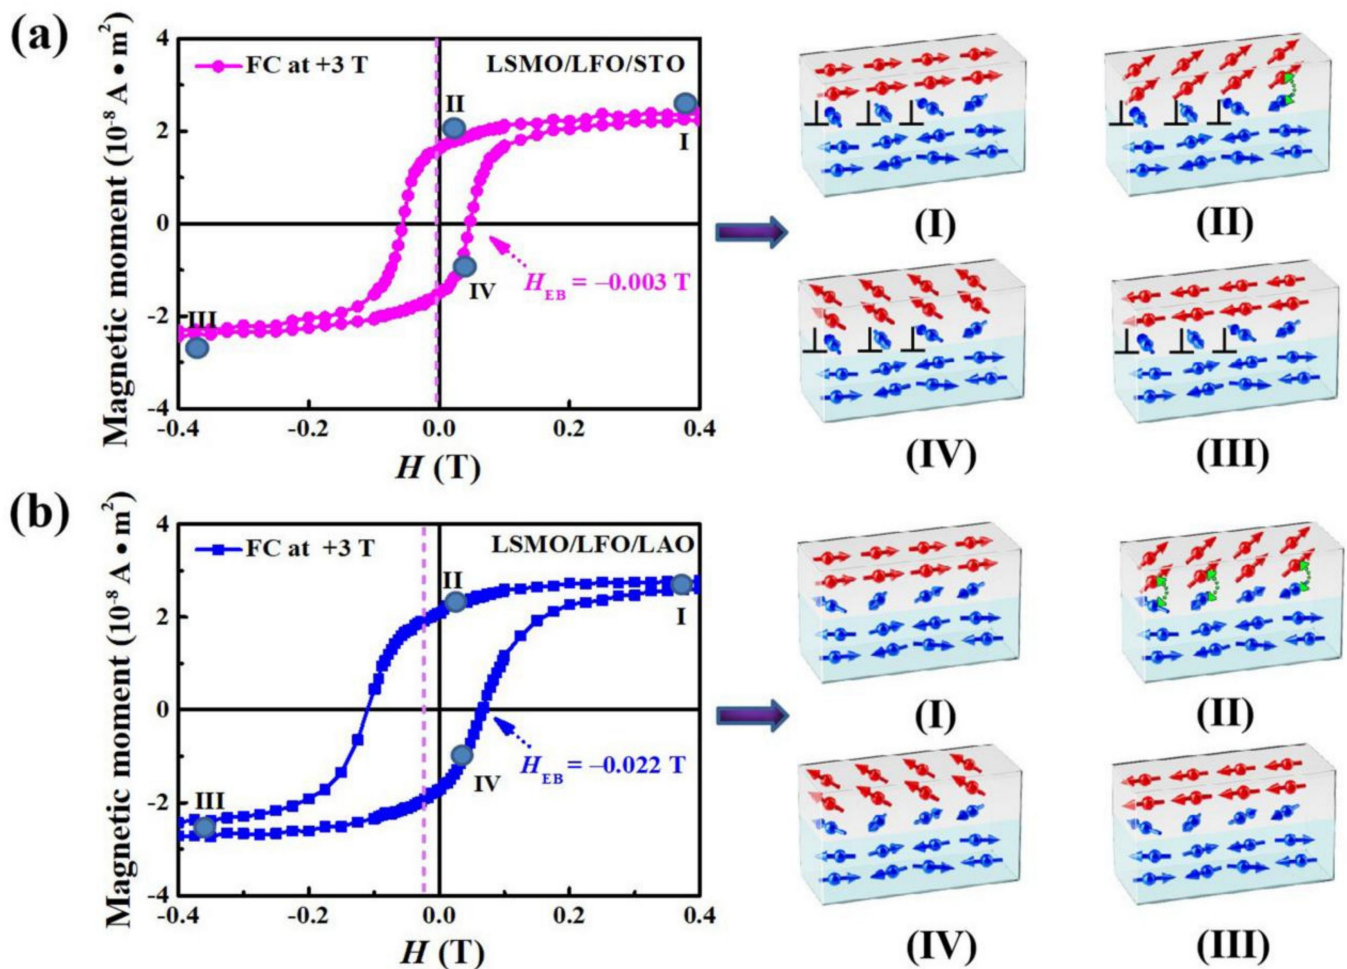 (a)
Magnetic moment (10⁻⁸ A • m²)
4
2
0
-2
-4
FC at +3 T
LSMO/LFO/STO
II
I
III
IV
H_EB = −0.003 T
-0.4
-0.2
0.0
0.2
0.4
H (T)
(I)
(II)
(IV)
(III)
(b)
Magnetic moment (10⁻⁸ A • m²)
4
2
0
-2
-4
FC at +3 T
LSMO/LFO/LAO
II
I
III
IV
H_EB = −0.022 T
-0.4
-0.2
0.0
0.2
0.4
H (T)
(I)
(II)
(IV)
(III)